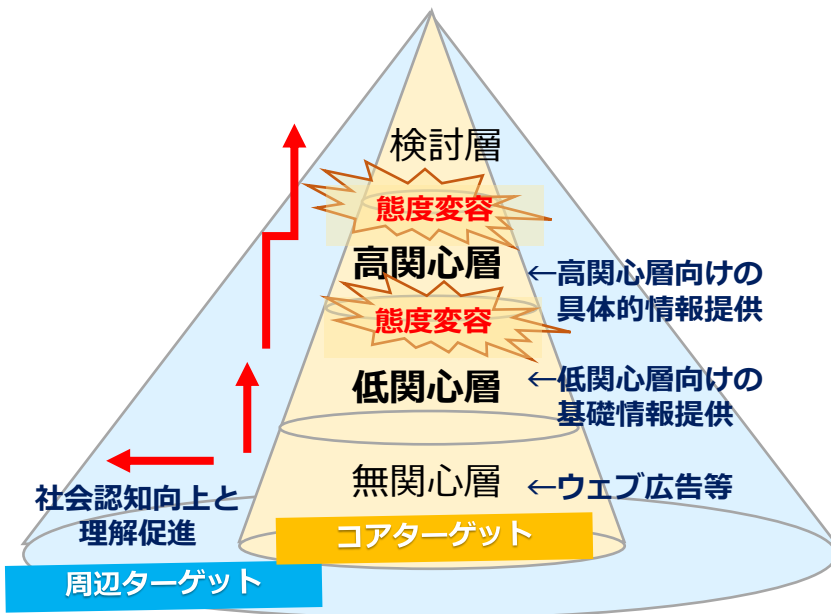 検討層
態度変容
高関心層
←高関心層向けの
具体的情報提供
態度変容
低関心層
←低関心層向けの
基礎情報提供
無関心層
←ウェブ広告等
社会認知向上と
理解促進
コアターゲット
周辺ターゲット